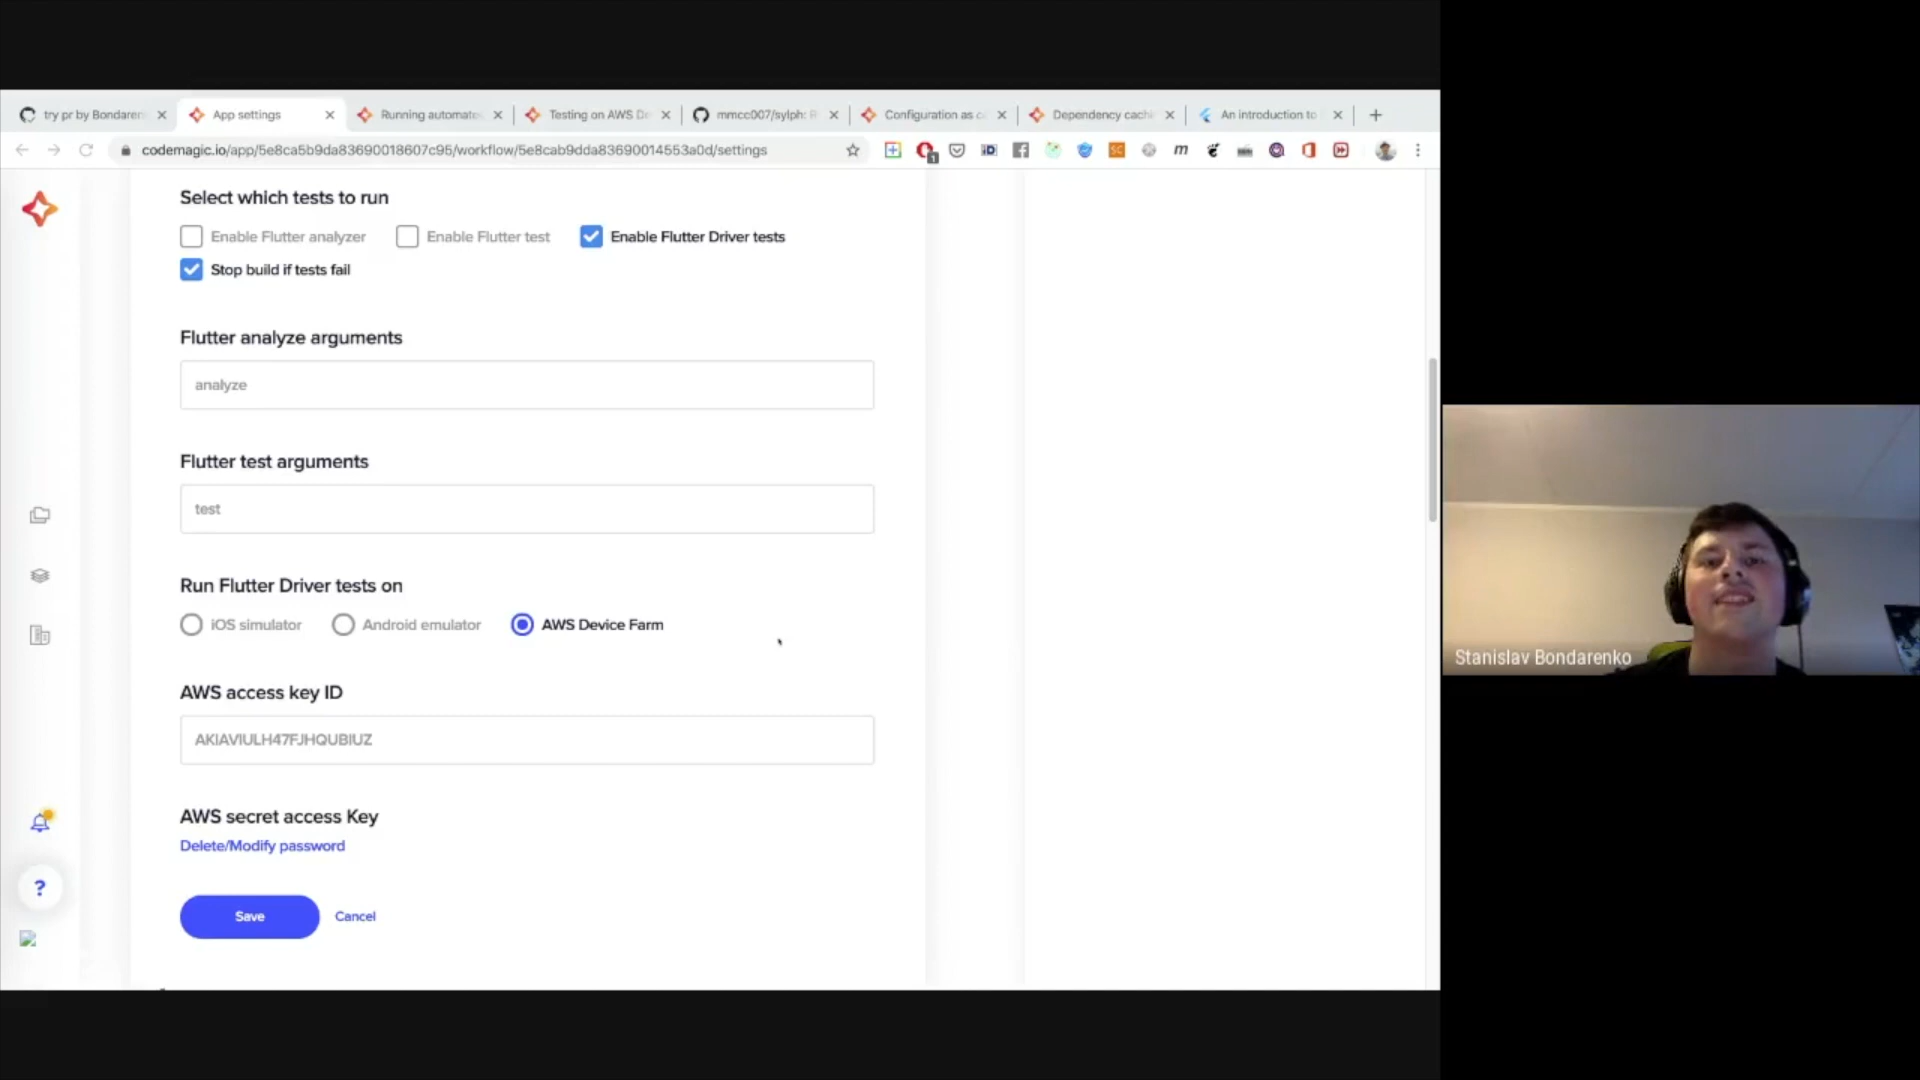 try pr by Bondaren
App settings
Running automate
Testing on AWS De
mmcc007/sylph: R
Configuration as c
Dependency cachi
An introduction to
codemagic.io/app/5e8ca5b9da83690018607c95/workflow/5e8cab9dda83690014553a0d/settings
Select which tests to run
Enable Flutter analyzer
Enable Flutter test
Enable Flutter Driver tests
Stop build if tests fail
Flutter analyze arguments
analyze
Flutter test arguments
test
Run Flutter Driver tests on
iOS simulator
Android emulator
AWS Device Farm
AWS access key ID
AKIAVIULH47FJHQUBIUZ
AWS secret access Key
Delete/Modify password
Save
Cancel
?
Stanislav Bondarenko